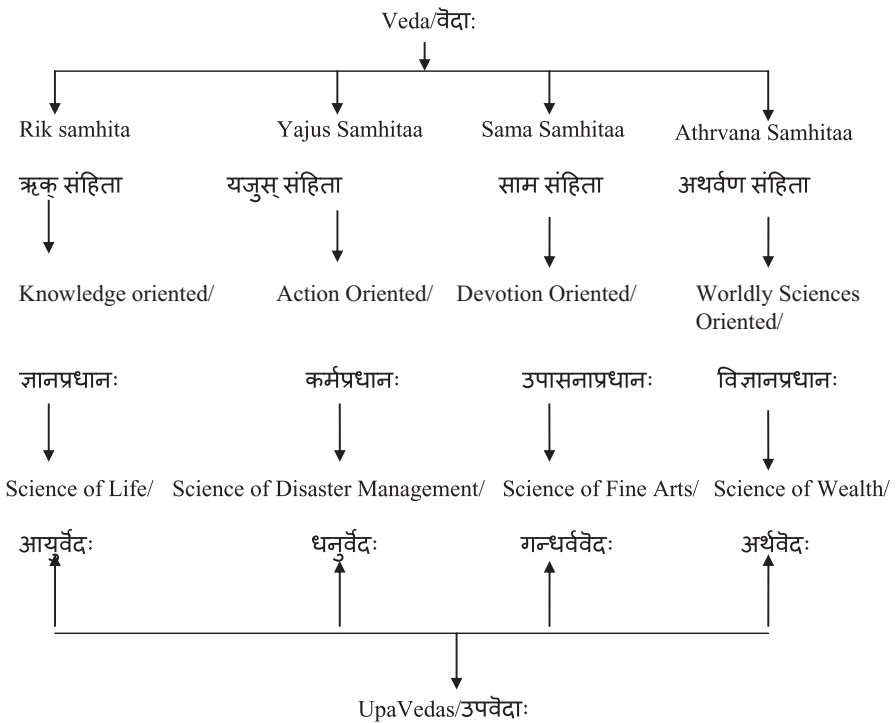 Veda/वॆदा:
Rik samhita Yajus Samhitaa Sama Samhitaa Athrvana Samhitaa
ऋक् संहिता यजुस् संहिता साम संहिता अथर्वण संहिता
Knowledge oriented/ Action Oriented/ Devotion Oriented/ Worldly Sciences
Oriented/
ज्ञानप्रधानः कर्मप्रधानः उपासनाप्रधानः विज्ञानप्रधानः
Science of Life/ Science of Disaster Management/ Science of Fine Arts/ Science of Wealth/
आयुर्वॆदः धनुर्वॆदः गन्धर्ववॆदः अर्थवॆदः
UpaVedas/उपवॆदाः